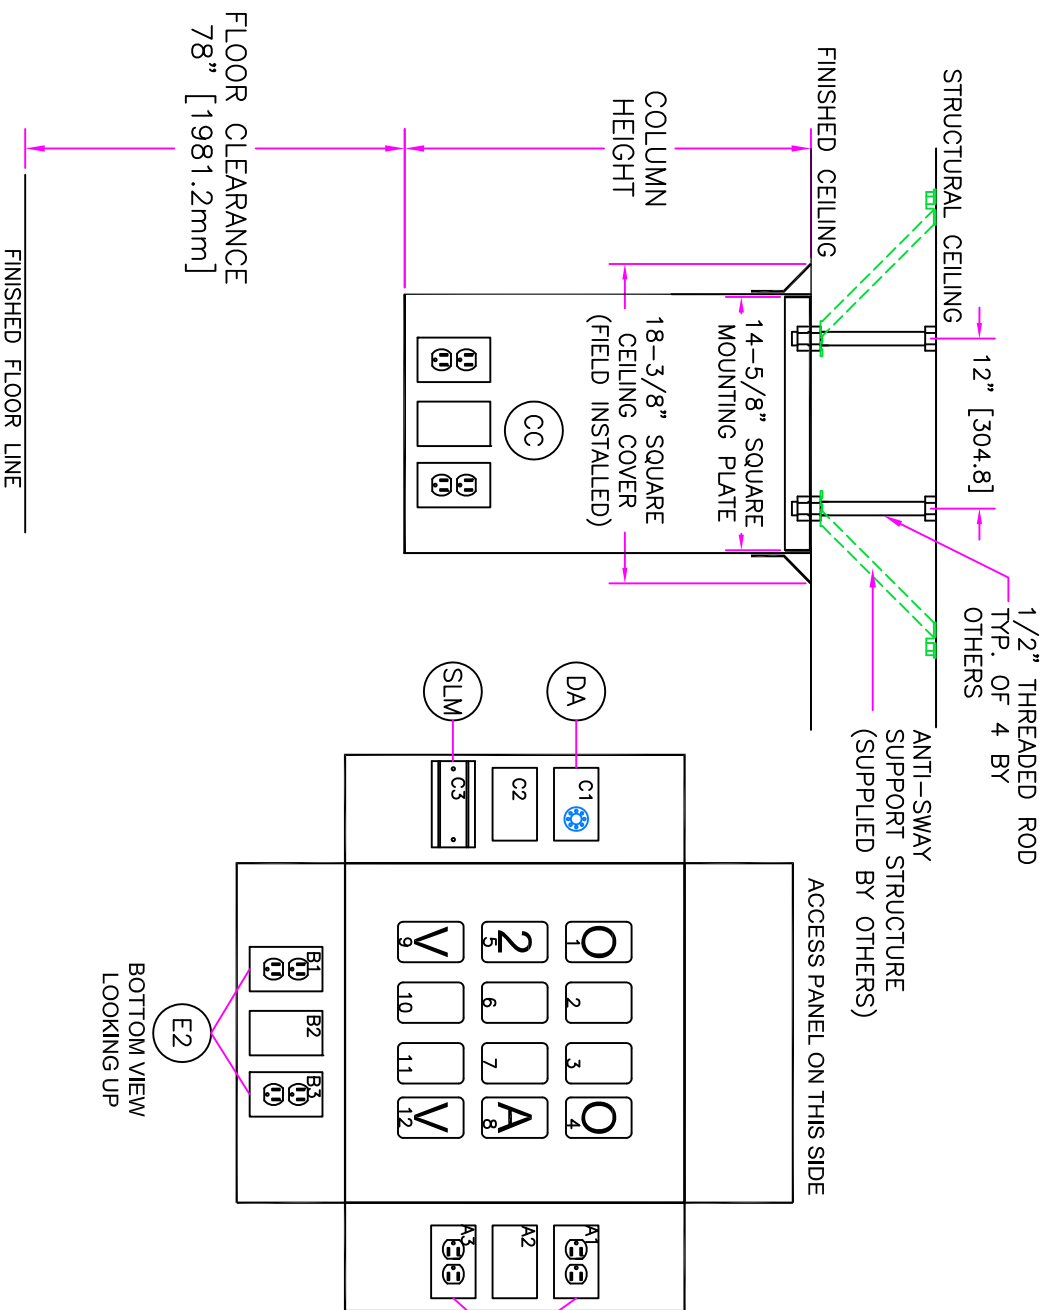 STRUCTURAL CEILING
12" [304.8]
1/2" THREADED ROD
TYP. OF 4 BY
OTHERS
ANTI-SWAY
SUPPORT STRUCTURE
(SUPPLIED BY OTHERS)
FINISHED CEILING
COLUMN
HEIGHT
14-5/8" SQUARE
MOUNTING PLATE
18-3/8" SQUARE
CEILING COVER
(FIELD INSTALLED)
CC
FLOOR CLEARANCE
78" [1981.2mm]
FINISHED FLOOR LINE
ACCESS PANEL ON THIS SIDE
DA
SLM
C1
C2
C3
O
1
2
3
O
4
2
5
6
7
A
8
V
9
10
11
V
12
A1
A2
A3
B1
B2
B3
E2
BOTTOM VIEW
LOOKING UP